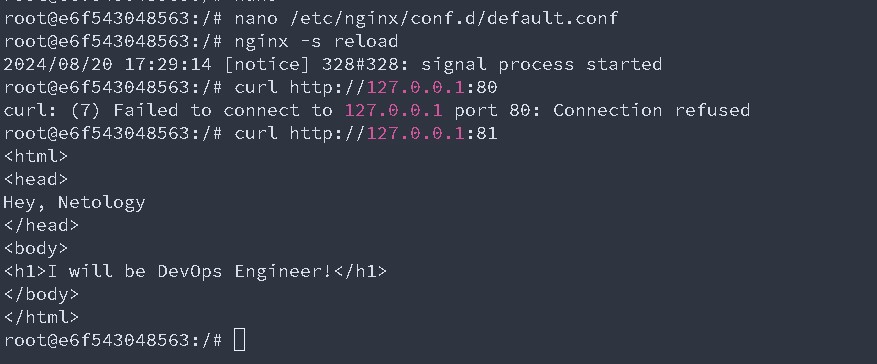 root@e6f543048563:/# nano /etc/nginx/conf.d/default.conf
root@e6f543048563:/# nginx -s reload
2024/08/20 17:29:14 [notice] 328#328: signal process started
root@e6f543048563:/# curl http://127.0.0.1:80
curl: (7) Failed to connect to 127.0.0.1 port 80: Connection refused
root@e6f543048563:/# curl http://127.0.0.1:81
<html>
<head>
Hey, Netology
</head>
<body>
<h1>I will be DevOps Engineer!</h1>
</body>
</html>
root@e6f543048563:/#